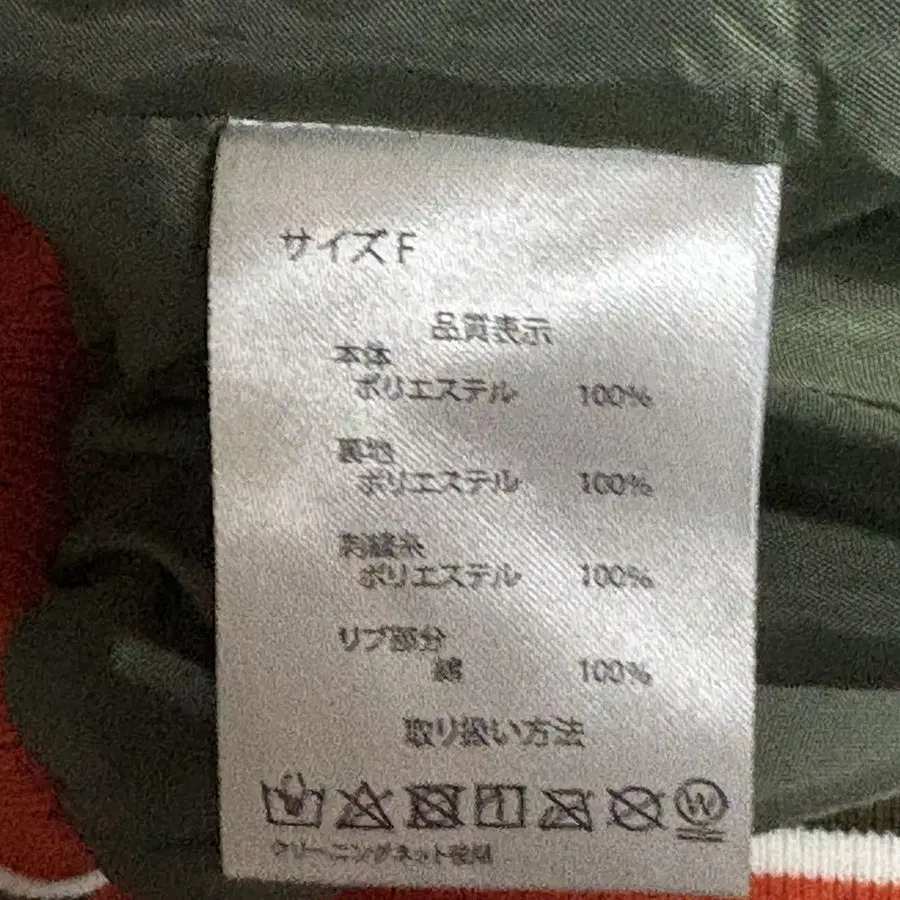 サイズ F
品質表示
本体
ポリエステル 100%
裏地
ポリエステル 100%
刺繍糸
ポリエステル 100%
リブ部分
綿 100%
取り扱い方法
W
クリーニングネット使用